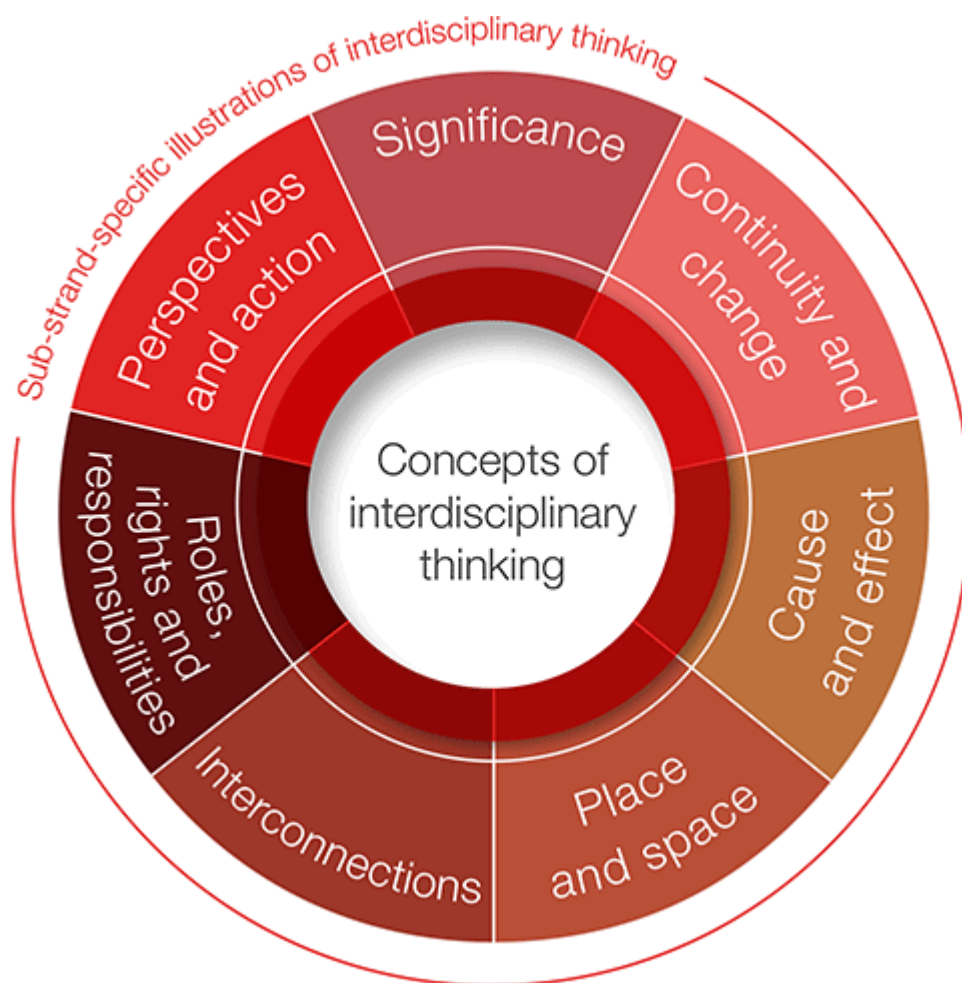 Sub-strand-specific illustrations of interdisciplinary thinking
Significance
Continuity and
change
Cause
and effect
Place
and space
Interconnections
Roles,
rights and
responsibilities
Perspectives
and action
Concepts of
interdisciplinary
thinking